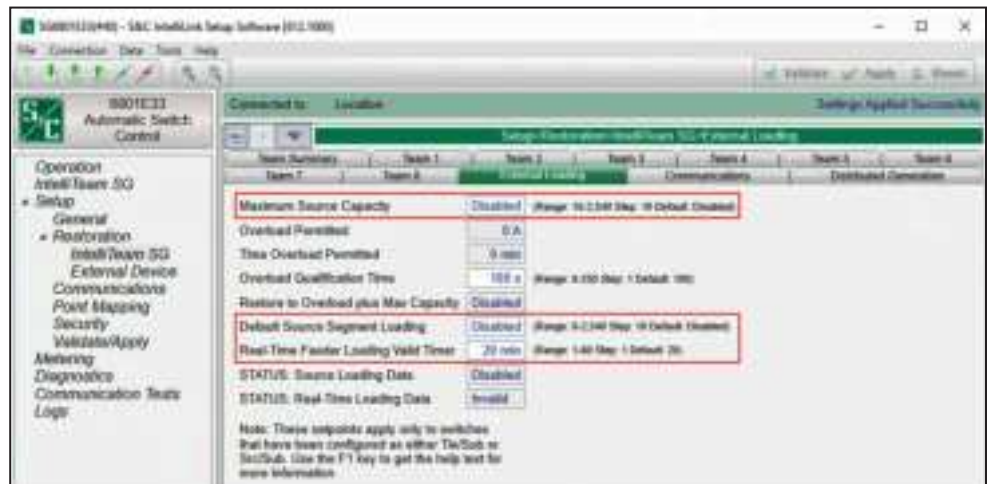 S&C IntelliLink Setup Software
File Connection Data Tools Help
Validate Apply Reset
S&C
Automatic Switch
Control
Connected to Location
Settings Applied Successfully
Setup/Restoration/IntelliTeam SG/External Loading
Team Summary Team 1 Team 2 Team 3 Team 4 Team 5 Team 6
Team 7 Team 8 External Loading Communications Distributed Generation
Operation
IntelliTeam SG
Setup
General
Restoration
IntelliTeam SG
External Device
Communications
Point Mapping
Security
Validate/Apply
Metering
Diagnostics
Communication Tests
Logs
Maximum Source Capacity Disabled
Overload Permitted 0 A
Time Overload Permitted 0 min
Overload Qualification Time
Restore to Overload plus Max Capacity Disabled
Default Source Segment Loading Disabled
Real-Time Feeder Loading Valid Timer 20 min
STATUS: Source Loading Data Disabled
STATUS: Real-Time Loading Data Invalid
Note: These setpoints apply only to switches
that have been configured as either Tie/Sub or
Src/Sub. Use the F1 key to get the help text for
more information